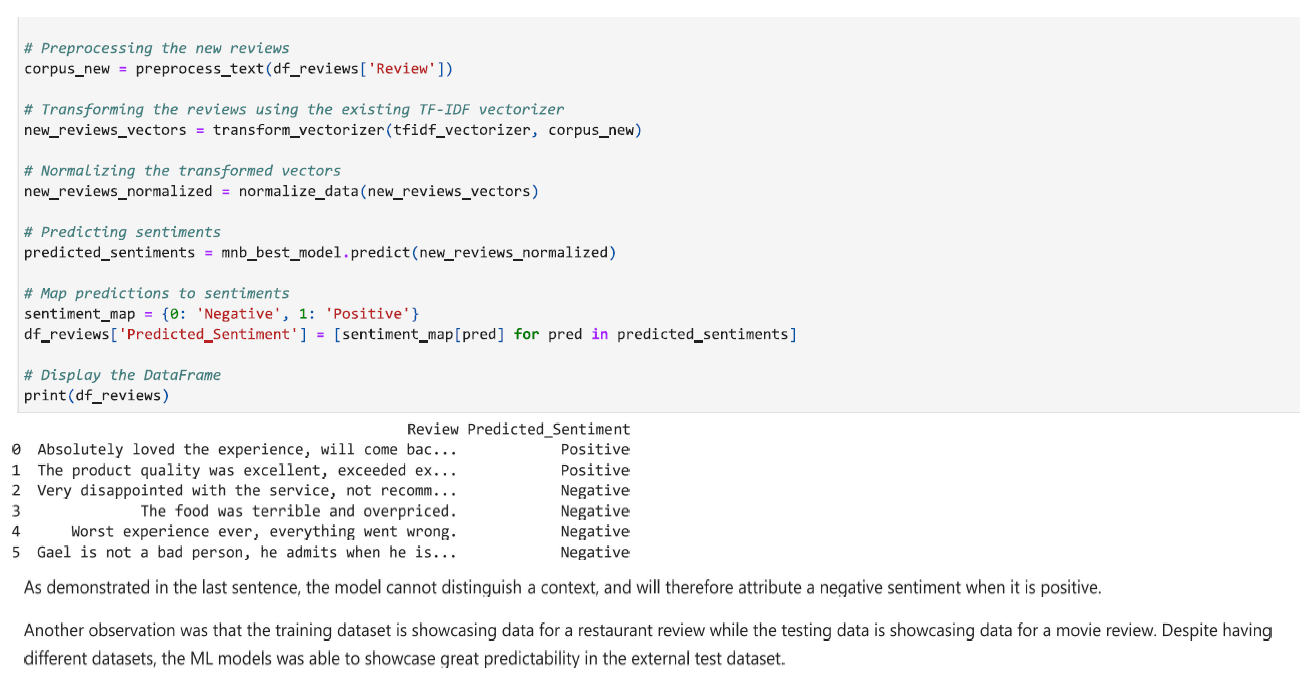 # Preprocessing the new reviews
corpus_new = preprocess_text(df_reviews['Review'])
# Transforming the reviews using the existing TF-IDF vectorizer
new_reviews_vectors = transform_vectorizer(tfidf_vectorizer, corpus_new)
# Normalizing the transformed vectors
new_reviews_normalized = normalize_data(new_reviews_vectors)
# Predicting sentiments
predicted_sentiments = mnb_best_model.predict(new_reviews_normalized)
# Map predictions to sentiments
sentiment_map = {0: 'Negative', 1: 'Positive'}
df_reviews['Predicted_Sentiment'] = [sentiment_map[pred] for pred in predicted_sentiments]
# Display the DataFrame
print(df_reviews)
Review Predicted_Sentiment
0 Absolutely loved the experience, will come bac... Positive
1 The product quality was excellent, exceeded ex... Positive
2 Very disappointed with the service, not recomm... Negative
3 The food was terrible and overpriced. Negative
4 Worst experience ever, everything went wrong. Negative
5 Gael is not a bad person, he admits when he is... Negative
As demonstrated in the last sentence, the model cannot distinguish a context, and will therefore attribute a negative sentiment when it is positive.
Another observation was that the training dataset is showcasing data for a restaurant review while the testing data is showcasing data for a movie review. Despite having
different datasets, the ML models was able to showcase great predictability in the external test dataset.